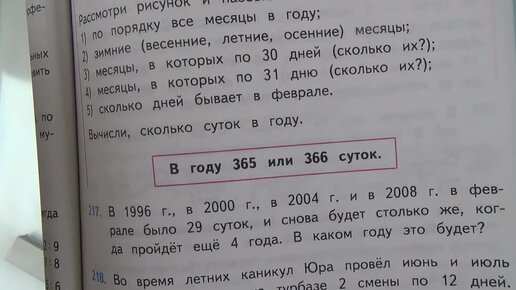 Рассмотри рисунок и
1) по порядку все месяцы в году;
2) зимние (весенние, летние, осенние) месяцы;
3) месяцы, в которых по 30 дней (сколько их?);
4) месяцы, в которых по 31 дню (сколько их?);
5) сколько дней бывает в феврале.
Вычисли, сколько суток в году.
В году 365 или 366 суток.
217. В 1996 г., в 2000 г., в 2004 г. и в 2008 г. в фев-
рале было 29 суток, и снова будет столько же, ког-
да пройдёт ещё 4 года. В каком году это будет?
218. Во время летних каникул Юра провёл июнь и июль
турбазе 2 смены по 12 дней.